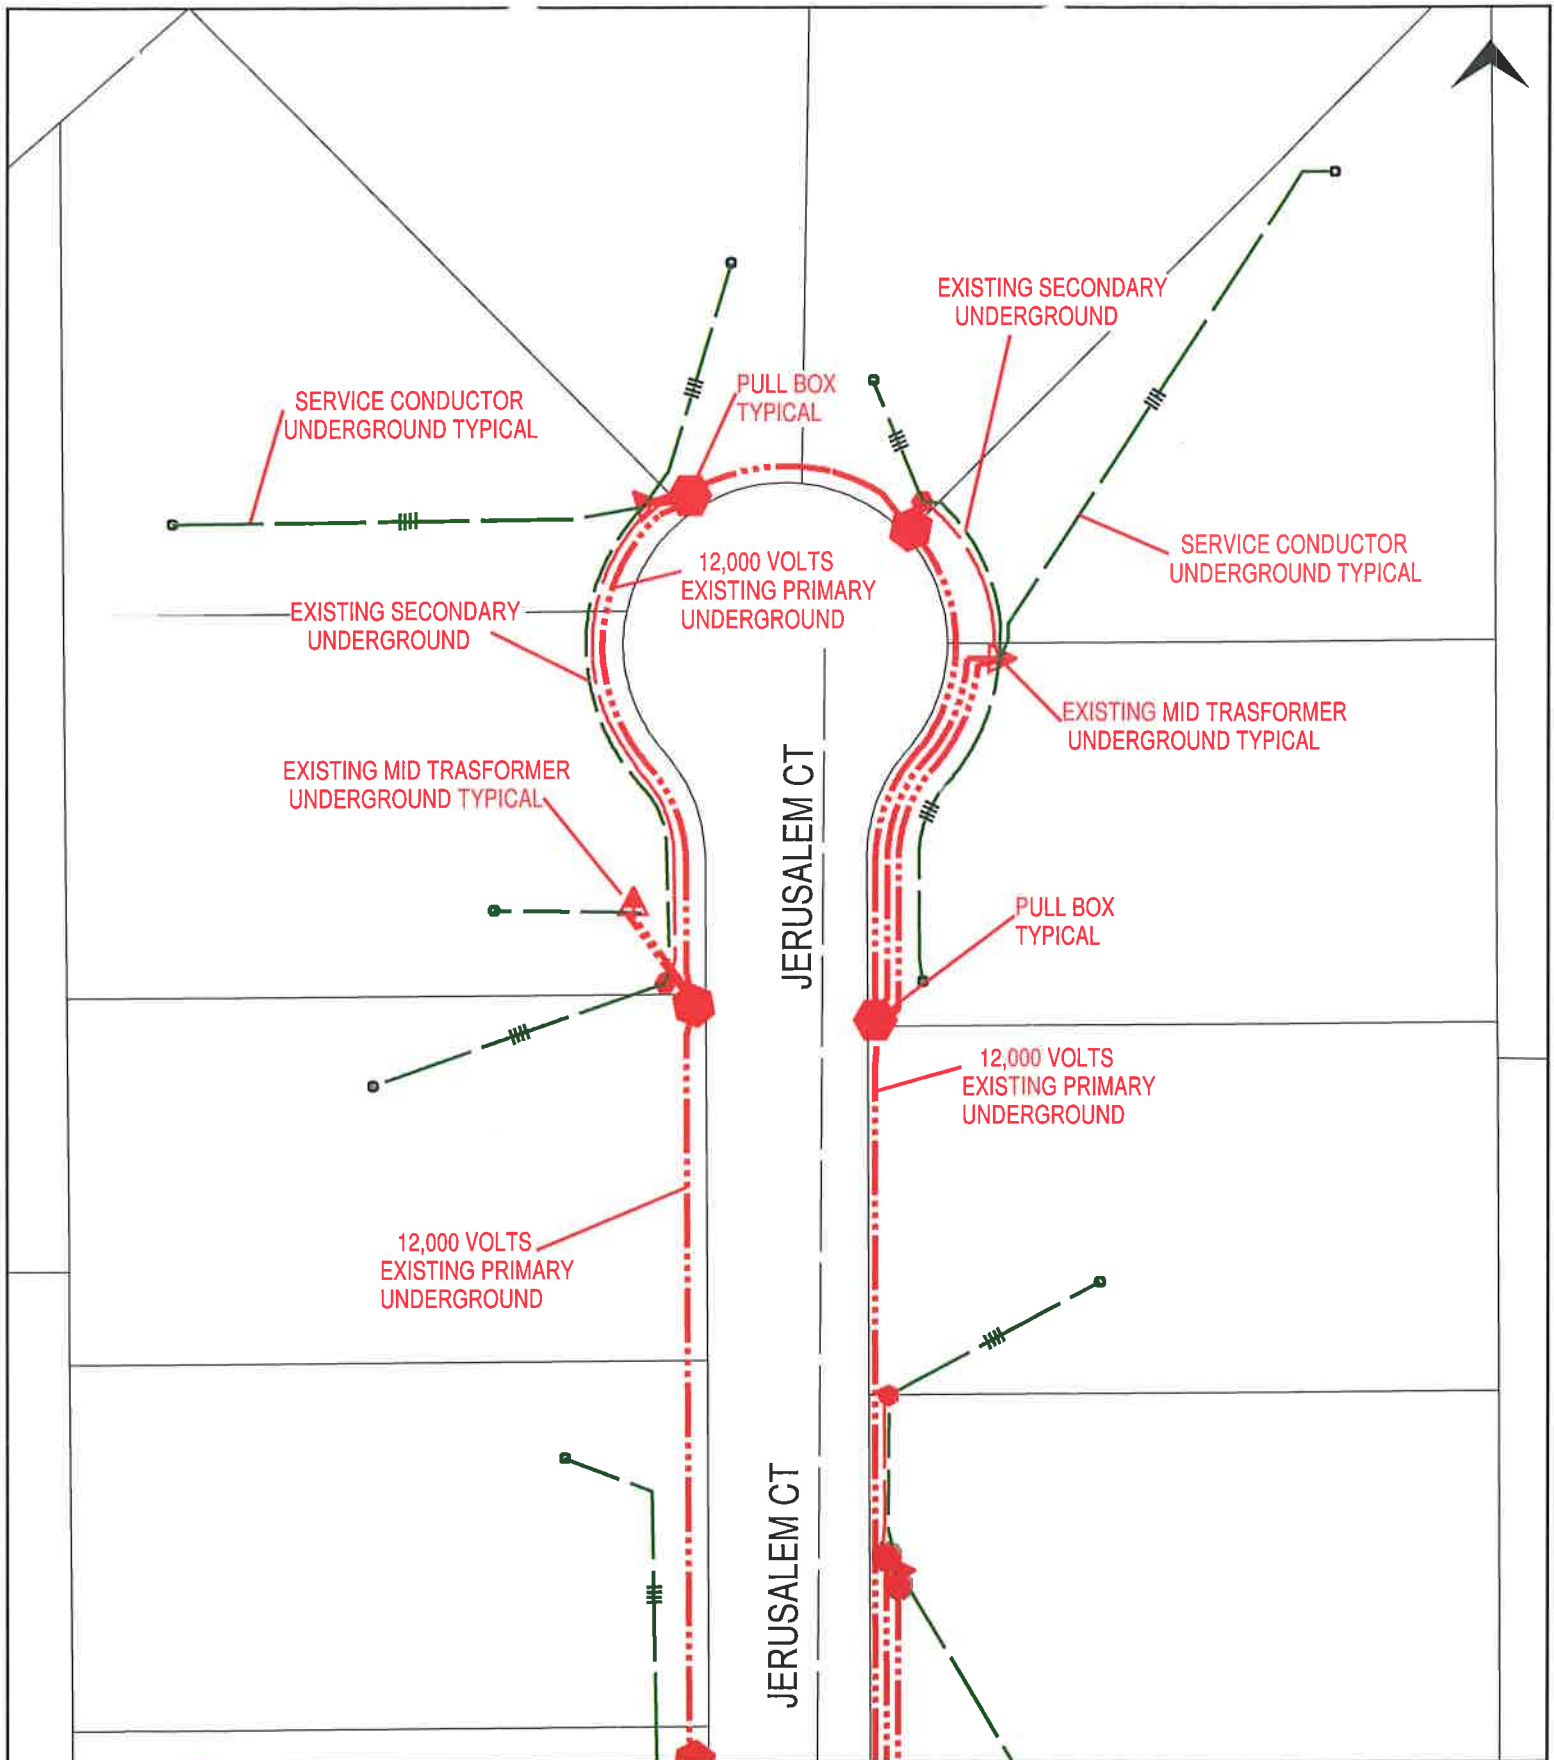 EXISTING SECONDARY
UNDERGROUND
PULL BOX
TYPICAL
SERVICE CONDUCTOR
UNDERGROUND TYPICAL
SERVICE CONDUCTOR
UNDERGROUND TYPICAL
12,000 VOLTS
EXISTING PRIMARY
UNDERGROUND
EXISTING SECONDARY
UNDERGROUND
EXISTING MID TRASFORMER
UNDERGROUND TYPICAL
EXISTING MID TRASFORMER
UNDERGROUND TYPICAL
JERUSALEM CT
PULL BOX
TYPICAL
12,000 VOLTS
EXISTING PRIMARY
UNDERGROUND
12,000 VOLTS
EXISTING PRIMARY
UNDERGROUND
JERUSALEM CT